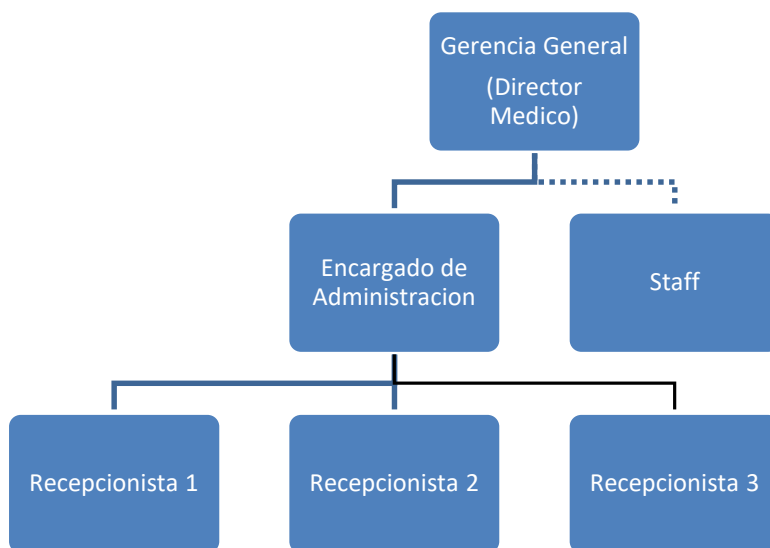 Gerencia General
(Director
Medico)
Encargado de
Administracion
Staff
Recepcionista 1
Recepcionista 2
Recepcionista 3